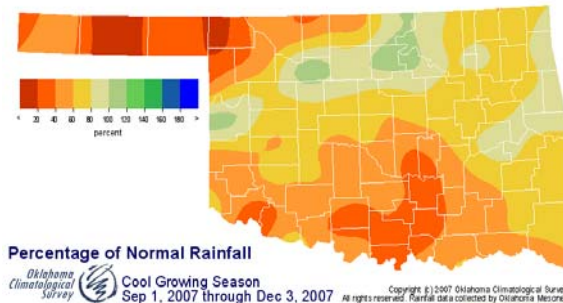 < 20 40 60 80 100 120 140 160 180 >
percent
Percentage of Normal Rainfall
Oklahoma
Climatological
Survey
Cool Growing Season
Sep 1, 2007 through Dec 3, 2007
Copyright (c) 2007 Oklahoma Climatological Surve
All rights reserved. Rainfall data collected by Oklahoma Mesone